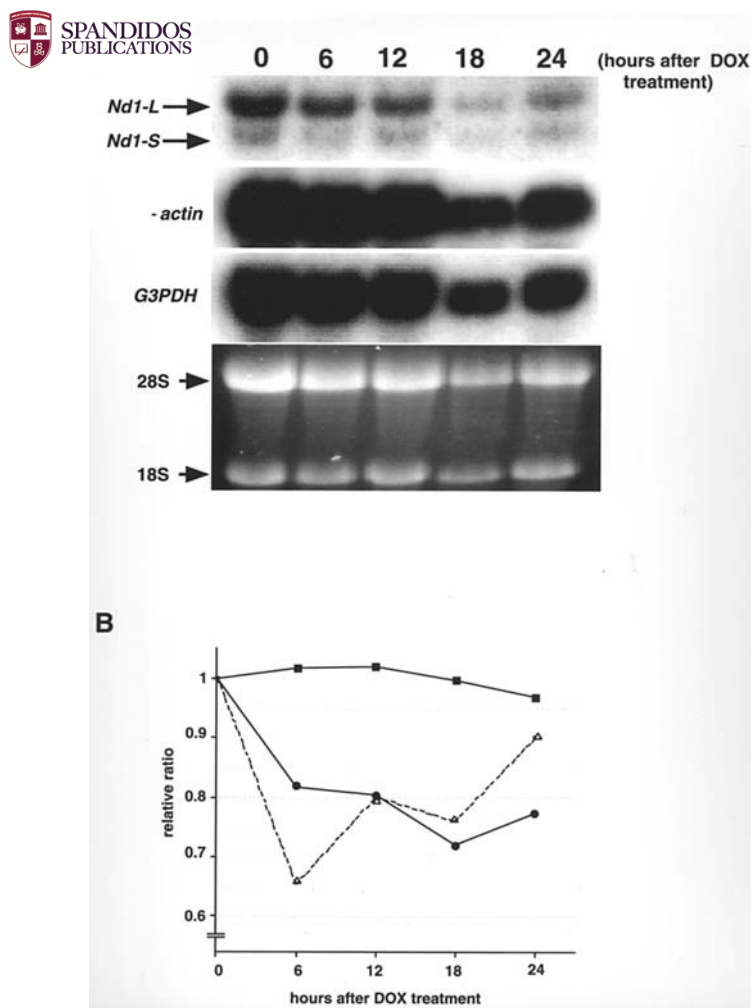 SPANDIDOS
PUBLICATIONS
0 6 12 18 24 (hours after DOX
treatment)
Nd1-L
Nd1-S
- actin
G3PDH
28S
18S
B
1
0.9
0.8
0.7
0.6
relative ratio
0 6 12 18 24
hours after DOX treatment